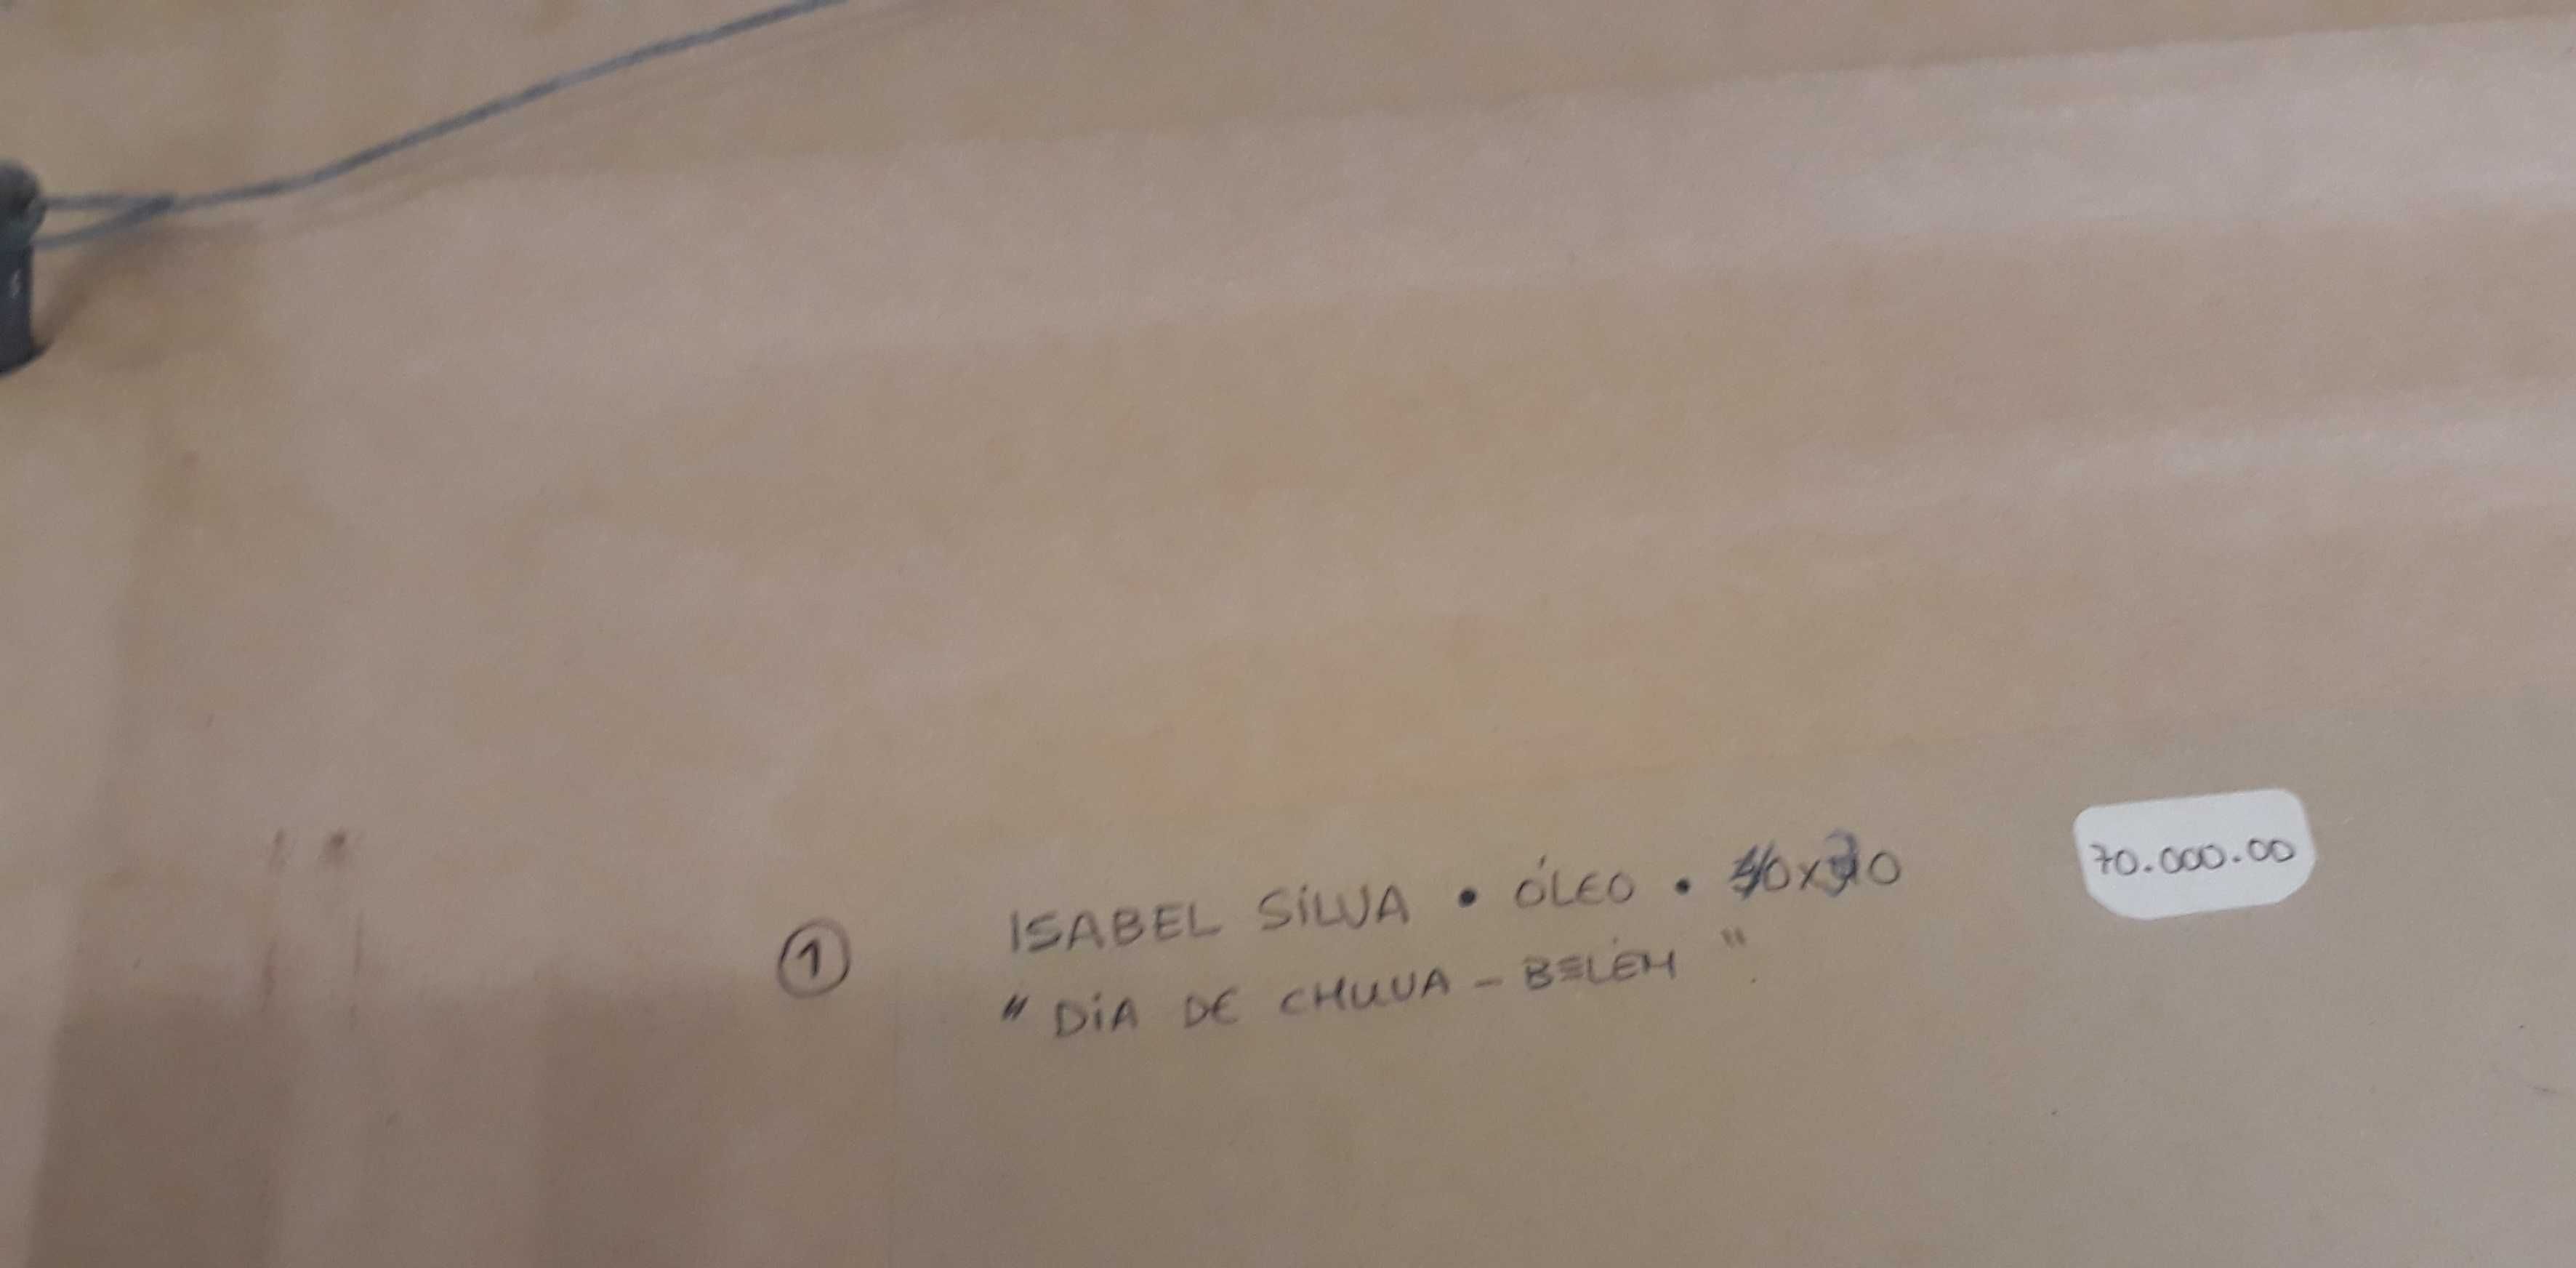 ① ISABEL SILVA • ÓLEO •
70.000.00
" DIA DE CHUVA - BELÉM "